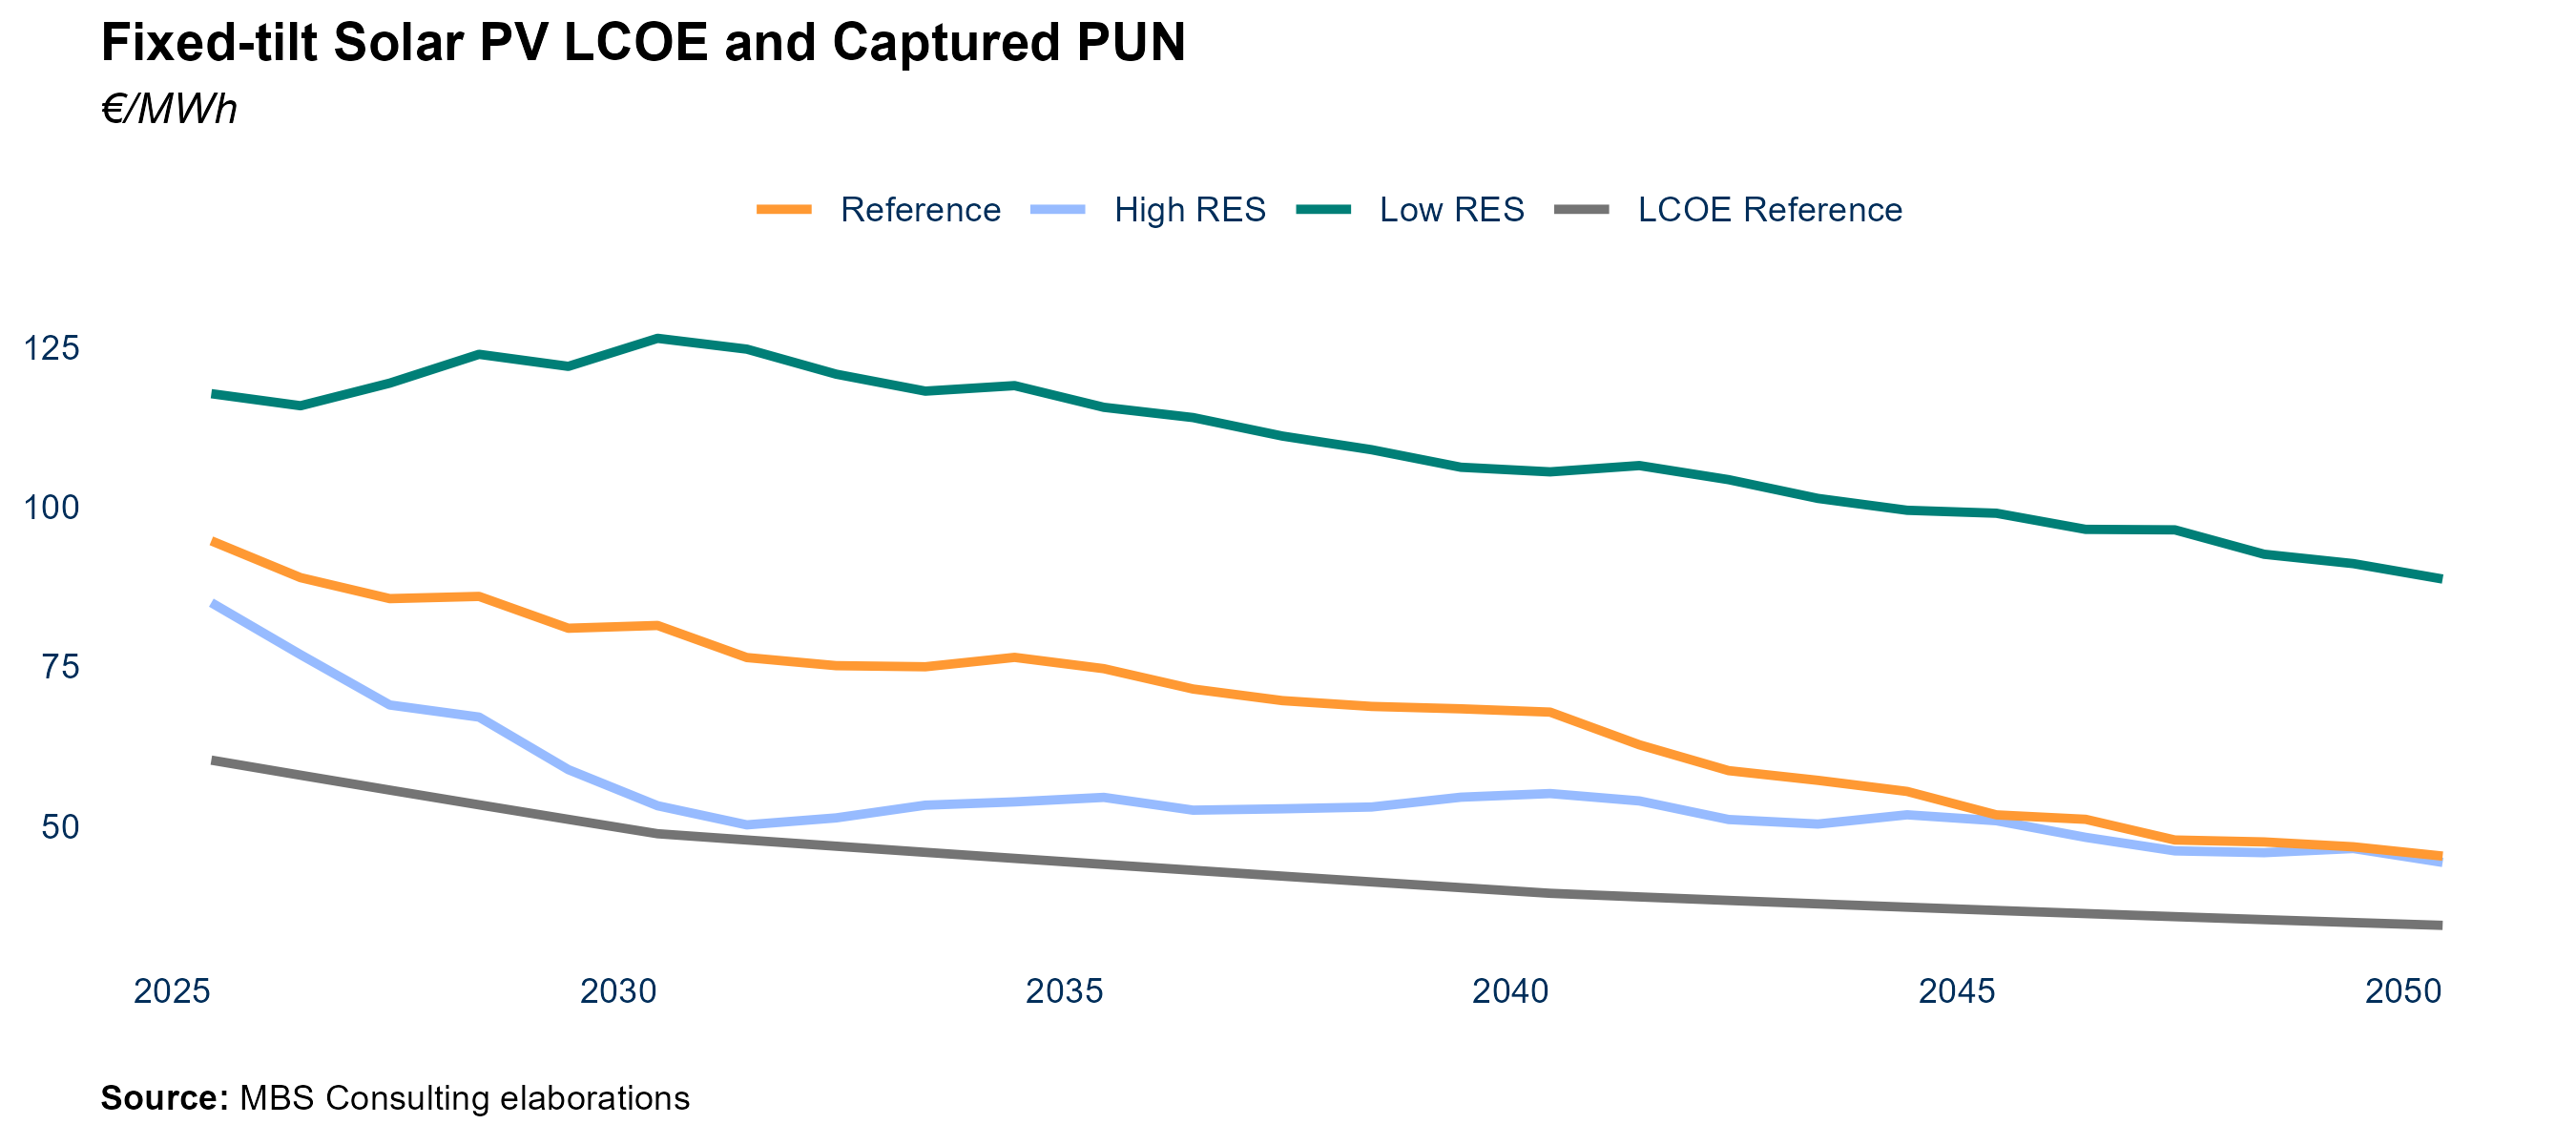 Fixed-tilt Solar PV LCOE and Captured PUN
€/MWh
Reference High RES Low RES LCOE Reference
125
100
75
50
2025 2030 2035 2040 2045 2050
Source: MBS Consulting elaborations